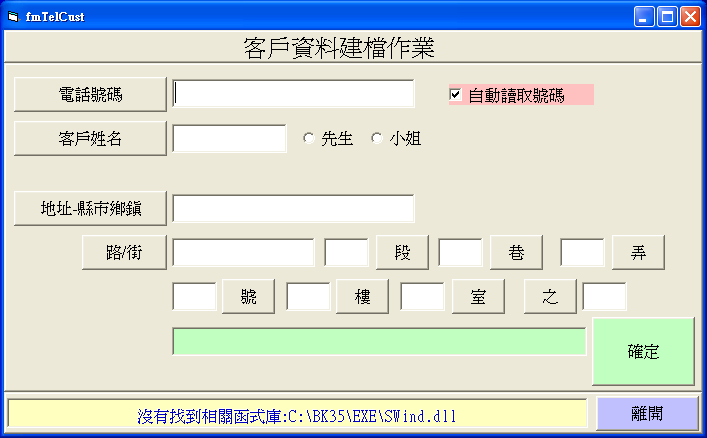 fmTelCust
客戶資料建檔作業
電話號碼 自動讀取號碼
客戶姓名 先生 小姐
地址-縣市鄉鎮
路/街 段 巷 弄
號 樓 室 之
確定
沒有找到相關函式庫:C:\BK35\EXE\SWind.dll 離開